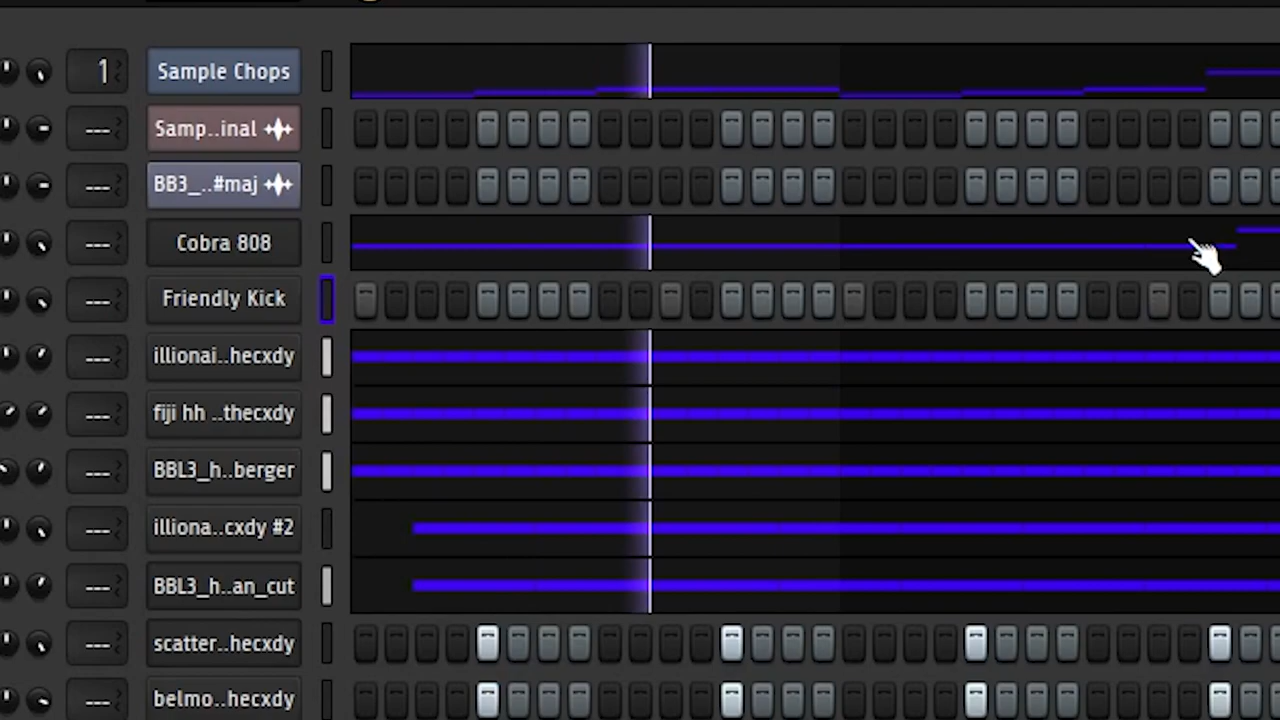 1 Sample Chops
--- Samp..inal
--- BB3_..#maj
--- Cobra 808
--- Friendly Kick
--- illionai..hecxdy
--- fiji hh ..thecxdy
--- BBL3_h..berger
--- illiona..cxdy #2
--- BBL3_h..an_cut
--- scatter..hecxdy
--- belmo..hecxdy